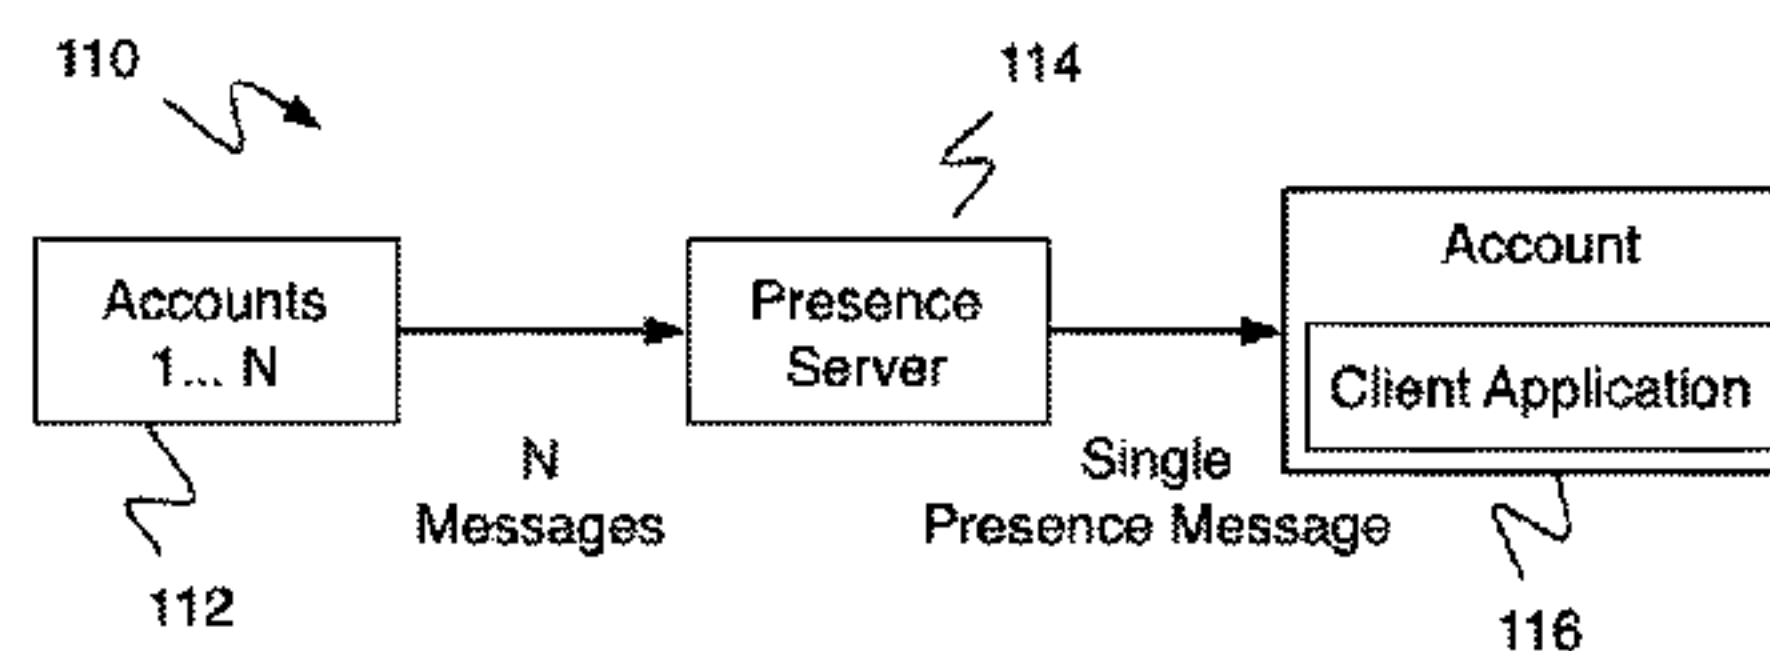 110
114
Accounts
1... N
Presence
Server
Account
Client Application
N
Messages
Single
Presence Message
112
116